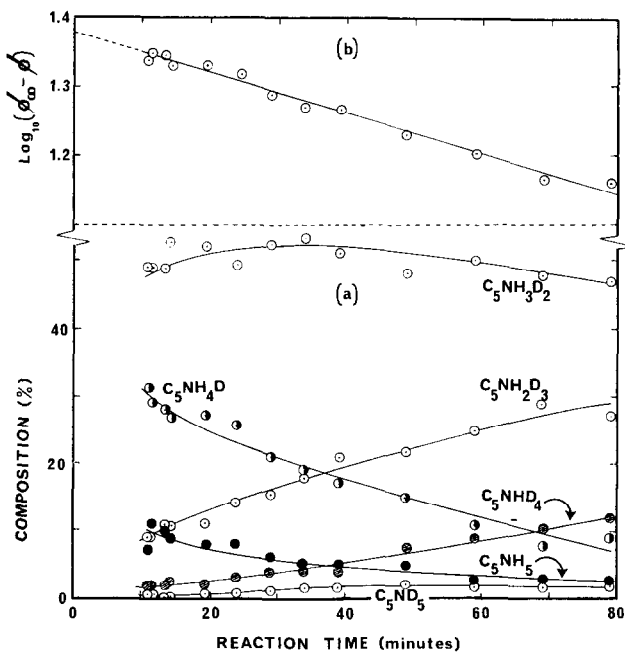 1.4
(b)
1.3
1.2
Log₁₀(ϕ∞−ϕ)
C₅NH₃D₂
(a)
40
C₅NH₄D
C₅NH₂D₃
20
C₅NHD₄
C₅NH₅
C₅ND₅
0
COMPOSITION (%)
0 20 40 60 80
REACTION TIME (minutes)